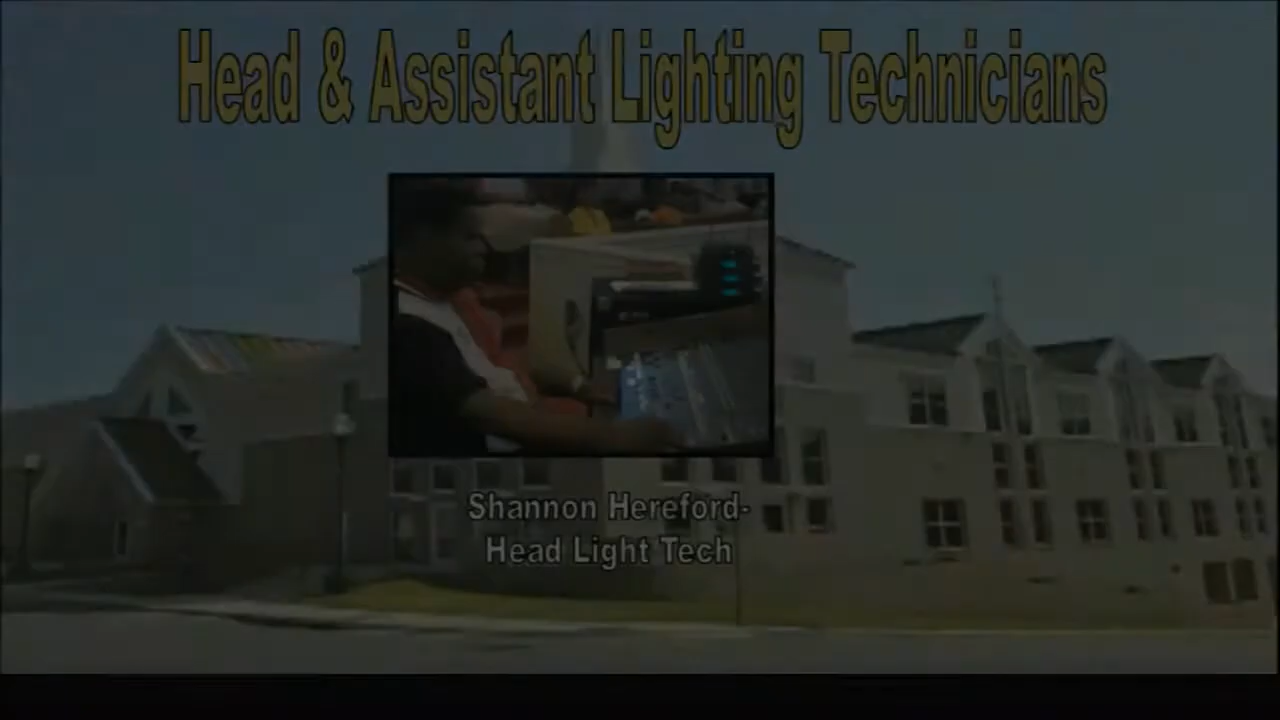 Head & Assistant Lighting Technicians
Shannon Hereford-
Head Light Tech